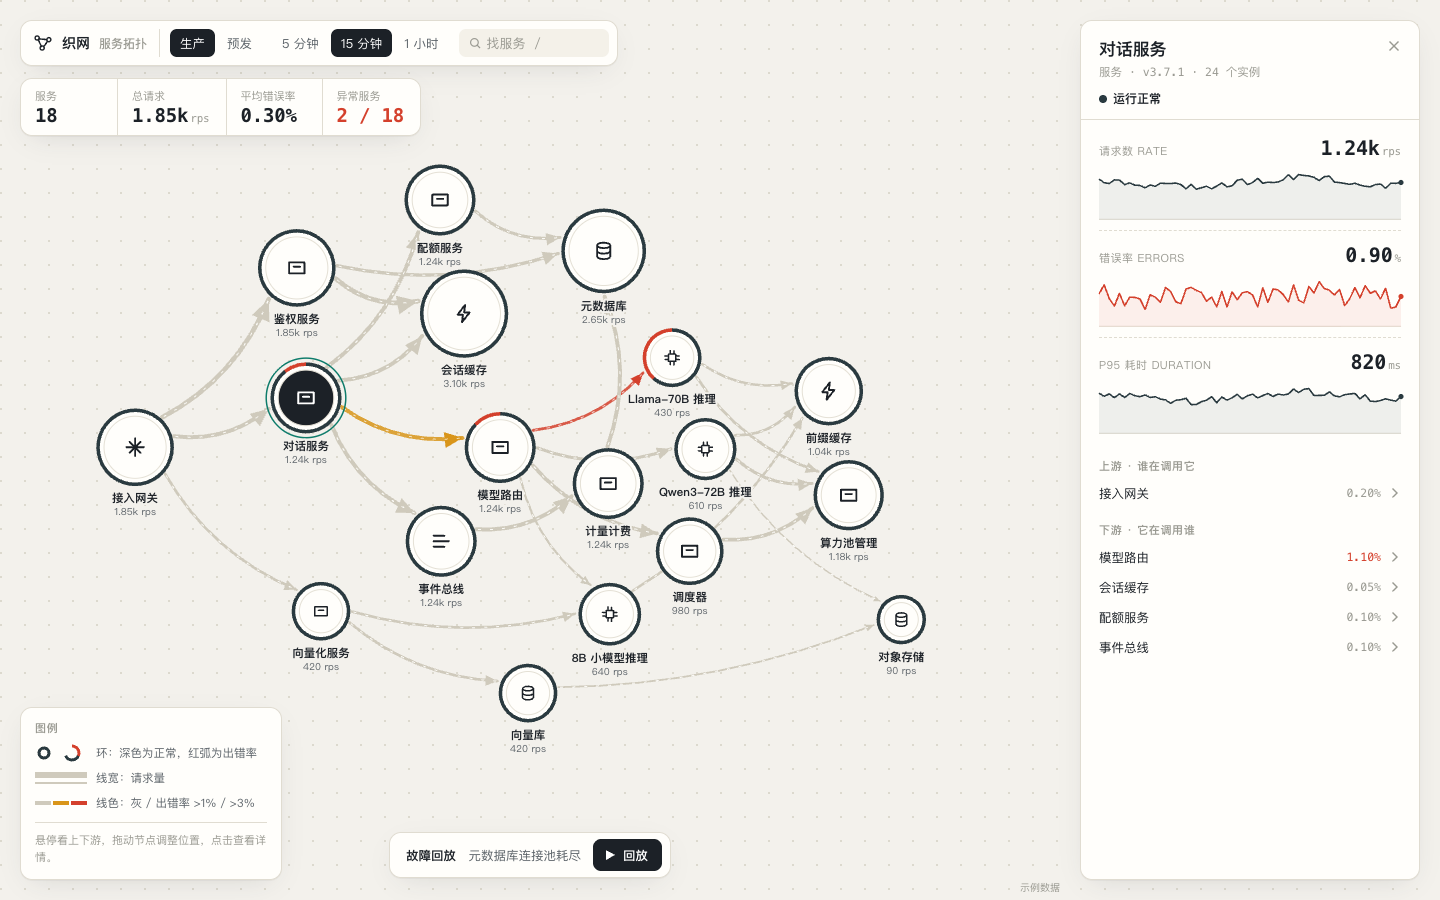 织网 服务拓扑 生产 预发 5 分钟 15 分钟 1 小时 找服务 /
服务 总请求 平均错误率 异常服务
18 1.85k rps 0.30% 2 / 18
配额服务
1.24k rps
鉴权服务
1.85k rps
元数据库
2.65k rps
会话缓存
3.10k rps
Llama-70B 推理
430 rps
对话服务
1.24k rps
前缀缓存
1.04k rps
接入网关
1.85k rps
模型路由
1.24k rps
Qwen3-72B 推理
610 rps
计量计费
1.24k rps
算力池管理
1.18k rps
事件总线
1.24k rps
调度器
980 rps
向量化服务
420 rps
8B 小模型推理
640 rps
对象存储
90 rps
向量库
420 rps
图例
环：深色为正常，红弧为出错率
线宽：请求量
线色：灰 / 出错率 >1% / >3%
悬停看上下游，拖动节点调整位置，点击查看详
情。
故障回放 元数据库连接池耗尽 回放
示例数据
对话服务
服务 · v3.7.1 · 24 个实例
运行正常
请求数 RATE 1.24k rps
错误率 ERRORS 0.90 %
P95 耗时 DURATION 820 ms
上游 · 谁在调用它
接入网关 0.20%
下游 · 它在调用谁
模型路由 1.10%
会话缓存 0.05%
配额服务 0.10%
事件总线 0.10%